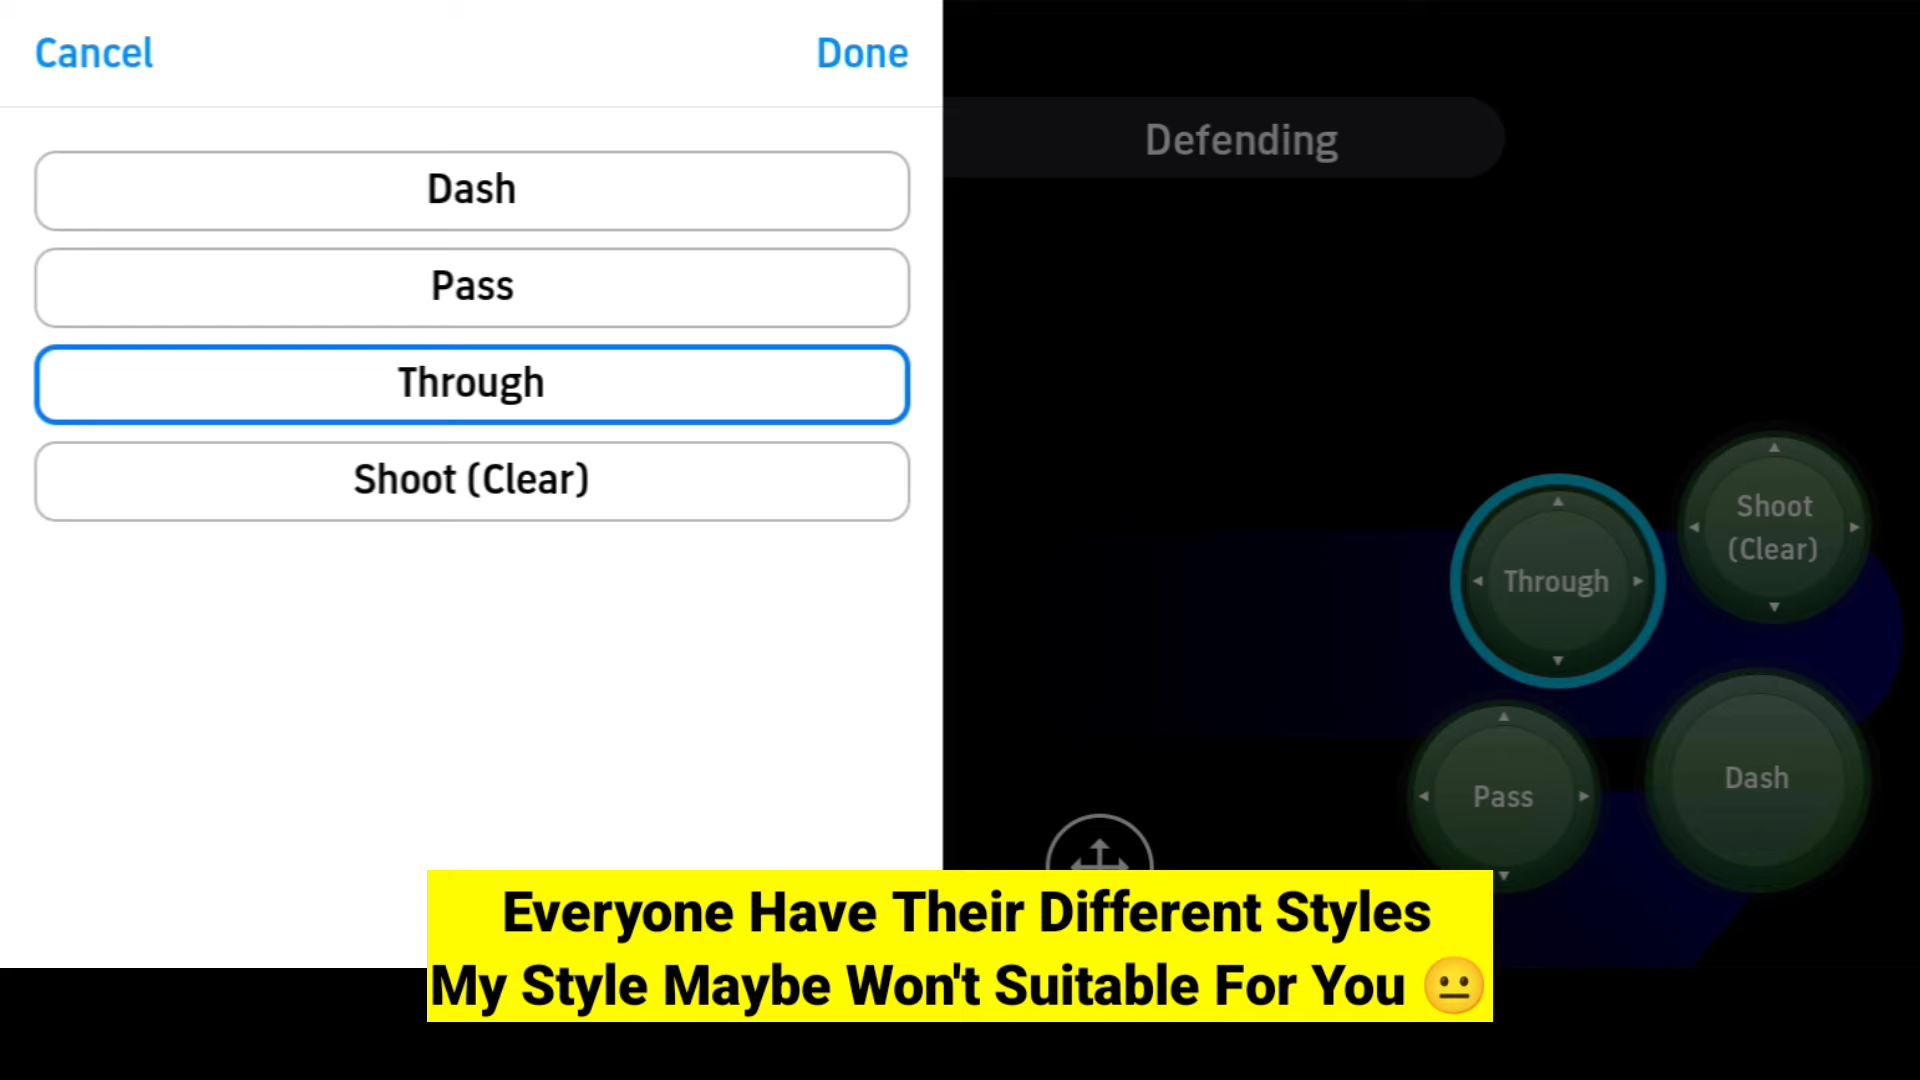 Cancel
Done
Defending
Dash
Pass
Through
Shoot (Clear)
Shoot
(Clear)
Through
Pass
Dash
Everyone Have Their Different Styles
My Style Maybe Won't Suitable For You 😐